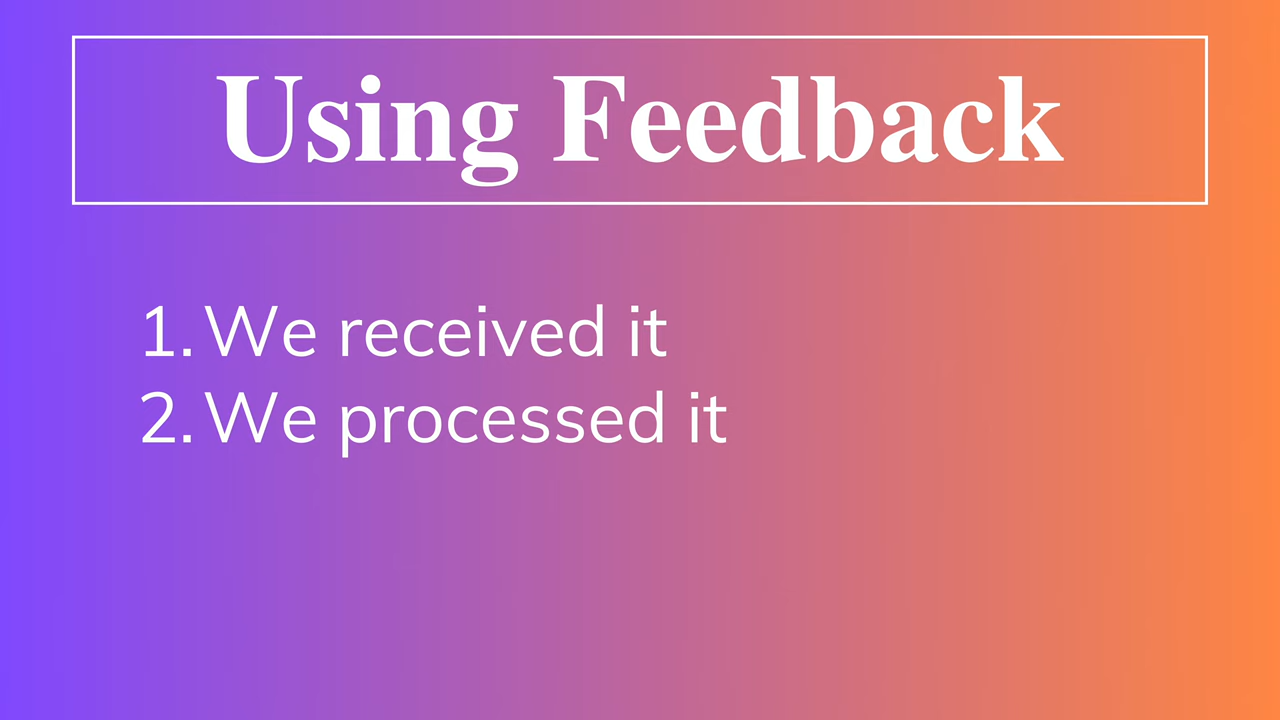 Using Feedback
1. We received it
2. We processed it